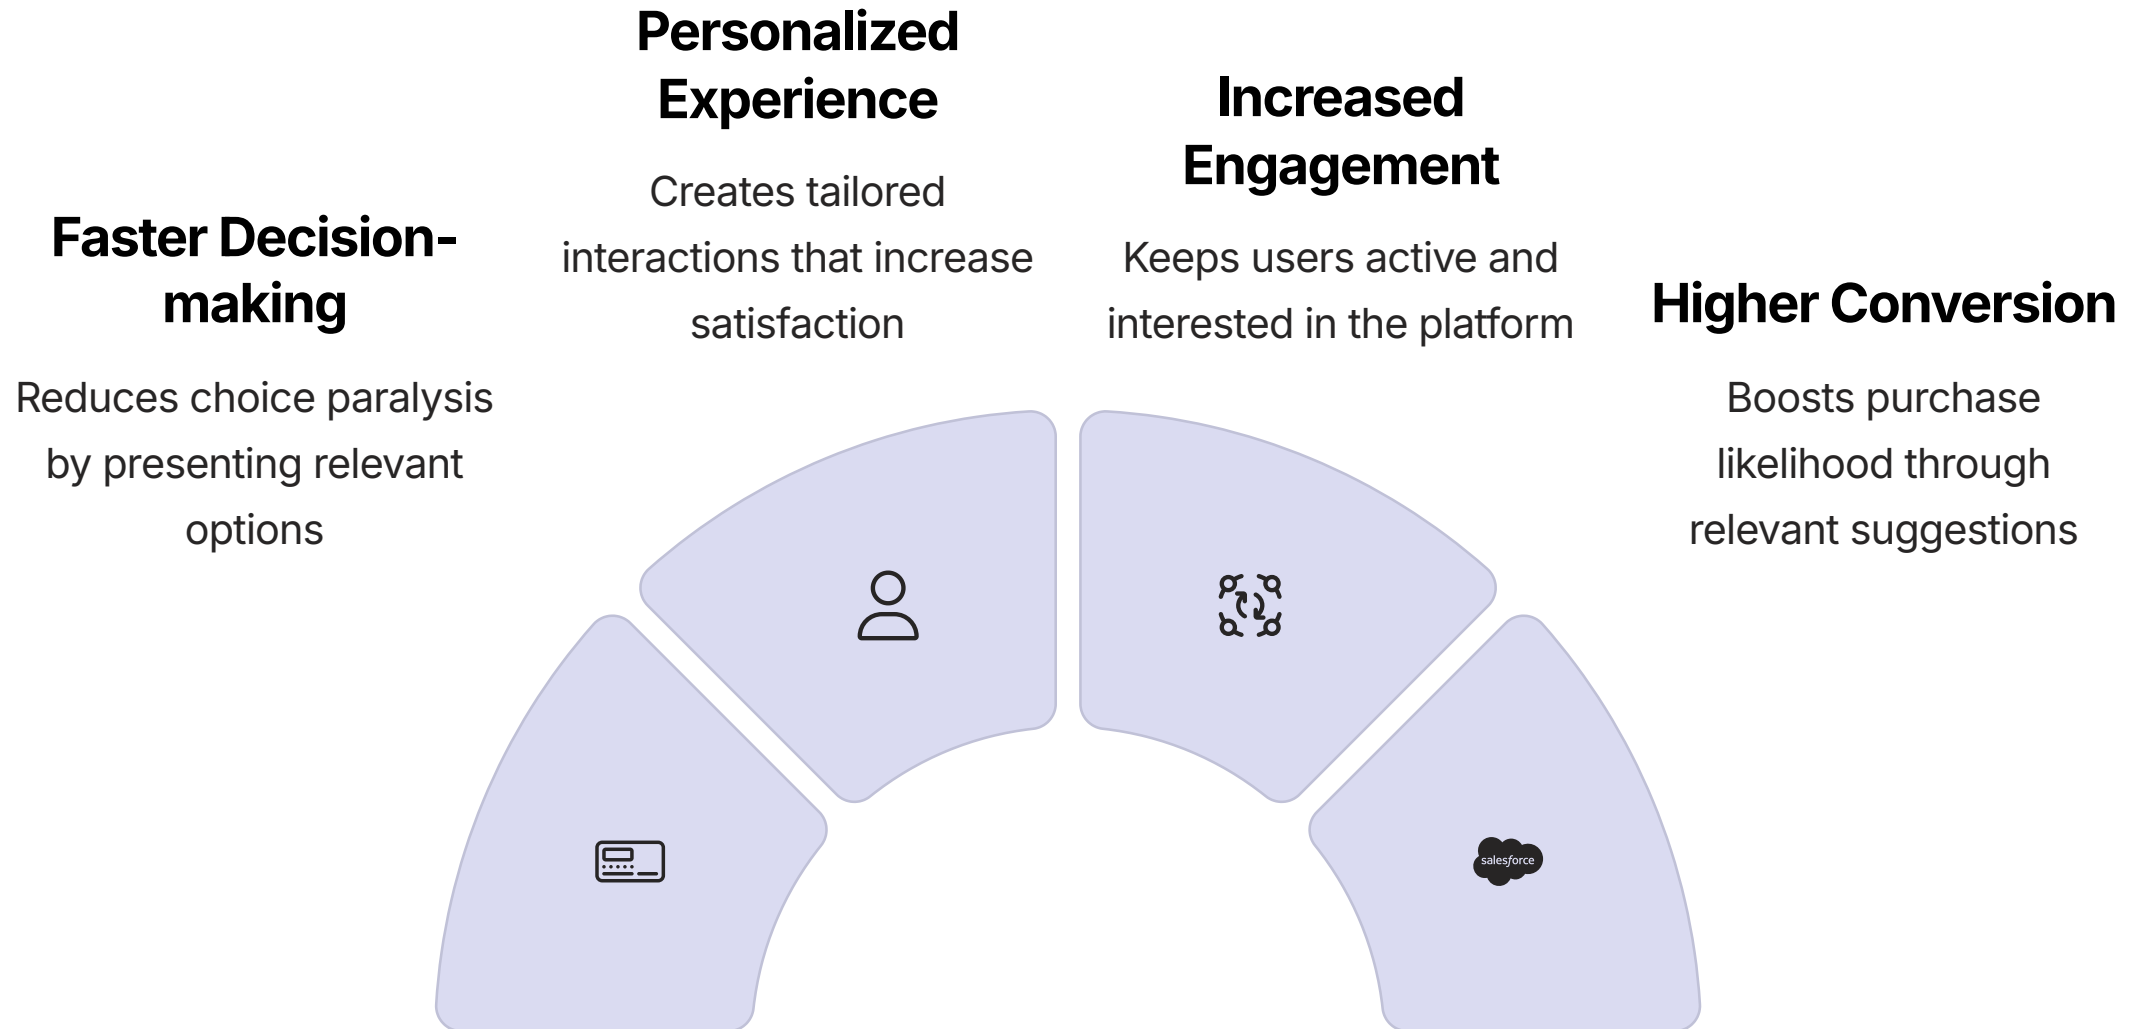 Personalized
Experience
Creates tailored
interactions that increase
satisfaction
Increased
Engagement
Keeps users active and
interested in the platform
Faster Decision-
making
Reduces choice paralysis
by presenting relevant
options
Higher Conversion
Boosts purchase
likelihood through
relevant suggestions
salesforce